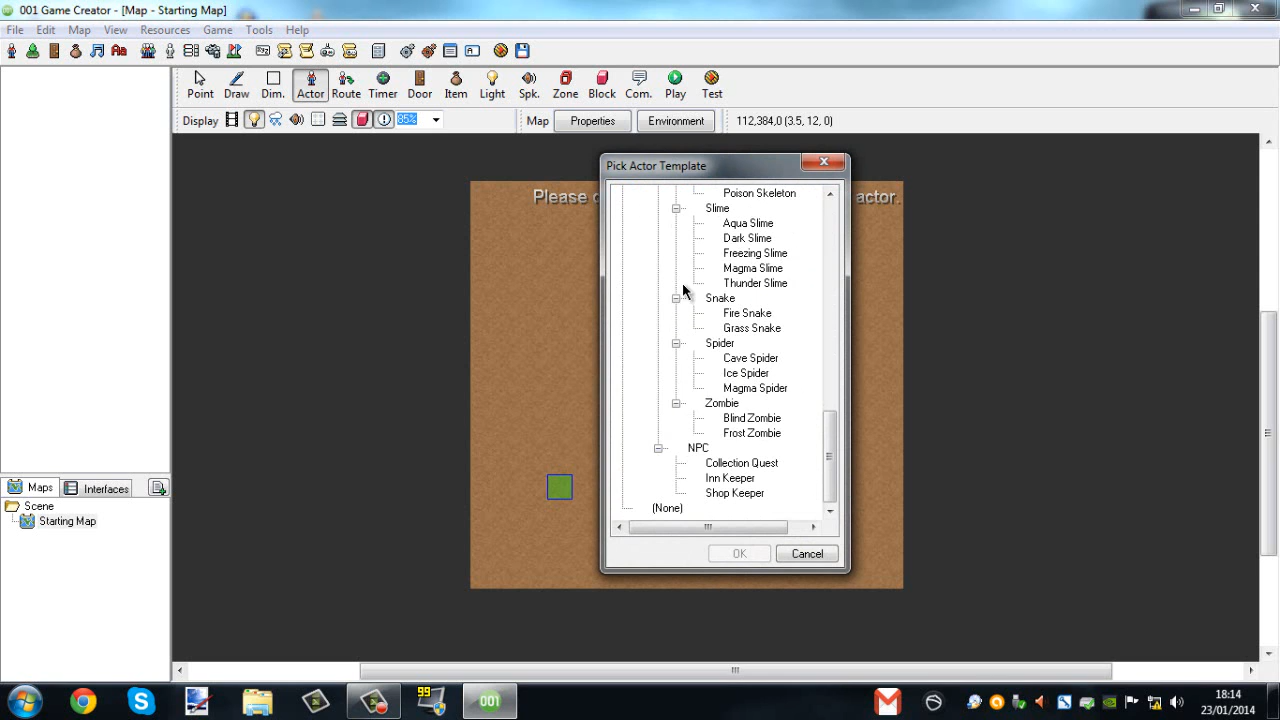 001 Game Creator - [Map - Starting Map]
File Edit Map View Resources Game Tools Help
Point Draw Dim. Actor Route Timer Door Item Light Spk. Zone Block Com. Play Test
Display 85% Map Properties Environment 112,384,0 (3.5, 12, 0)
Pick Actor Template
Please actor.
Poison Skeleton
Slime
Aqua Slime
Dark Slime
Freezing Slime
Magma Slime
Thunder Slime
Snake
Fire Snake
Grass Snake
Spider
Cave Spider
Ice Spider
Magma Spider
Zombie
Blind Zombie
Frost Zombie
NPC
Collection Quest
Inn Keeper
Shop Keeper
(None)
OK Cancel
Maps Interfaces
Scene
Starting Map
99
001
18:14
23/01/2014